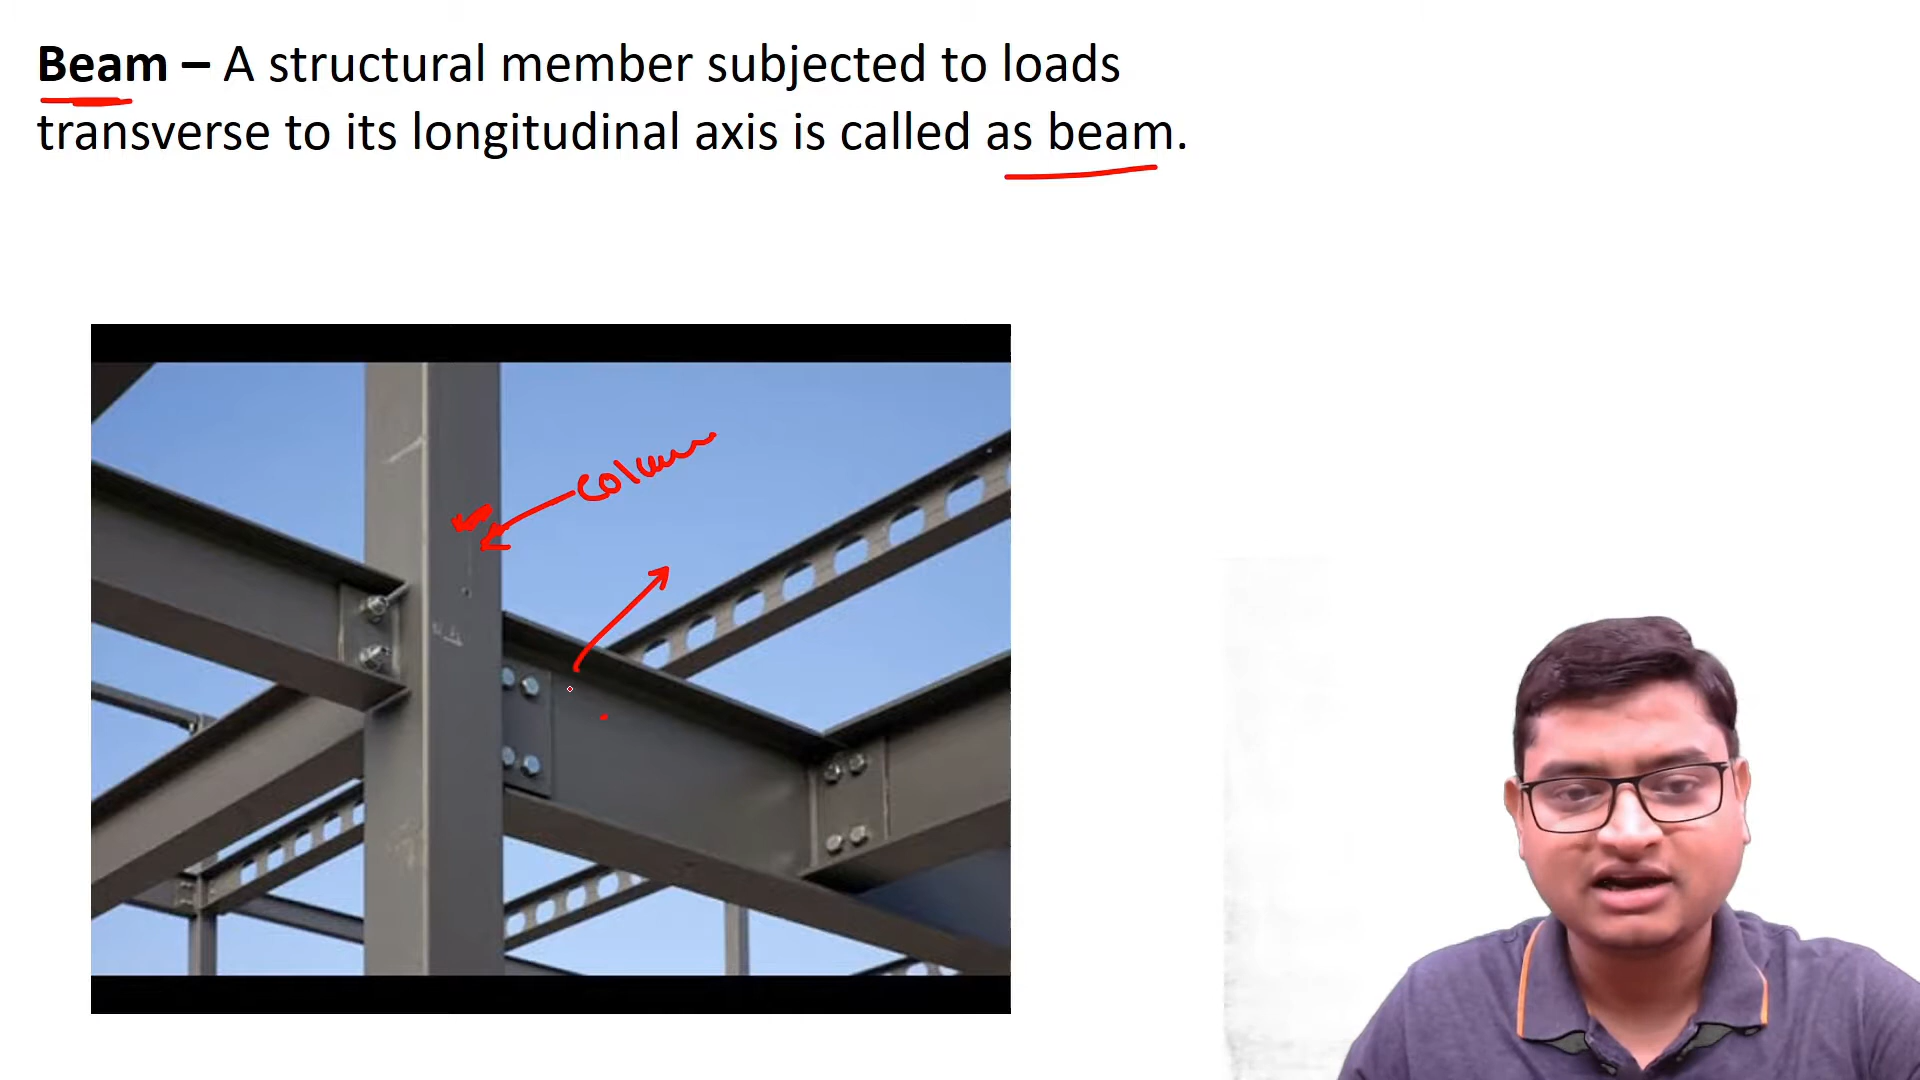 Beam – A structural member subjected to loads
transverse to its longitudinal axis is called as beam.
column